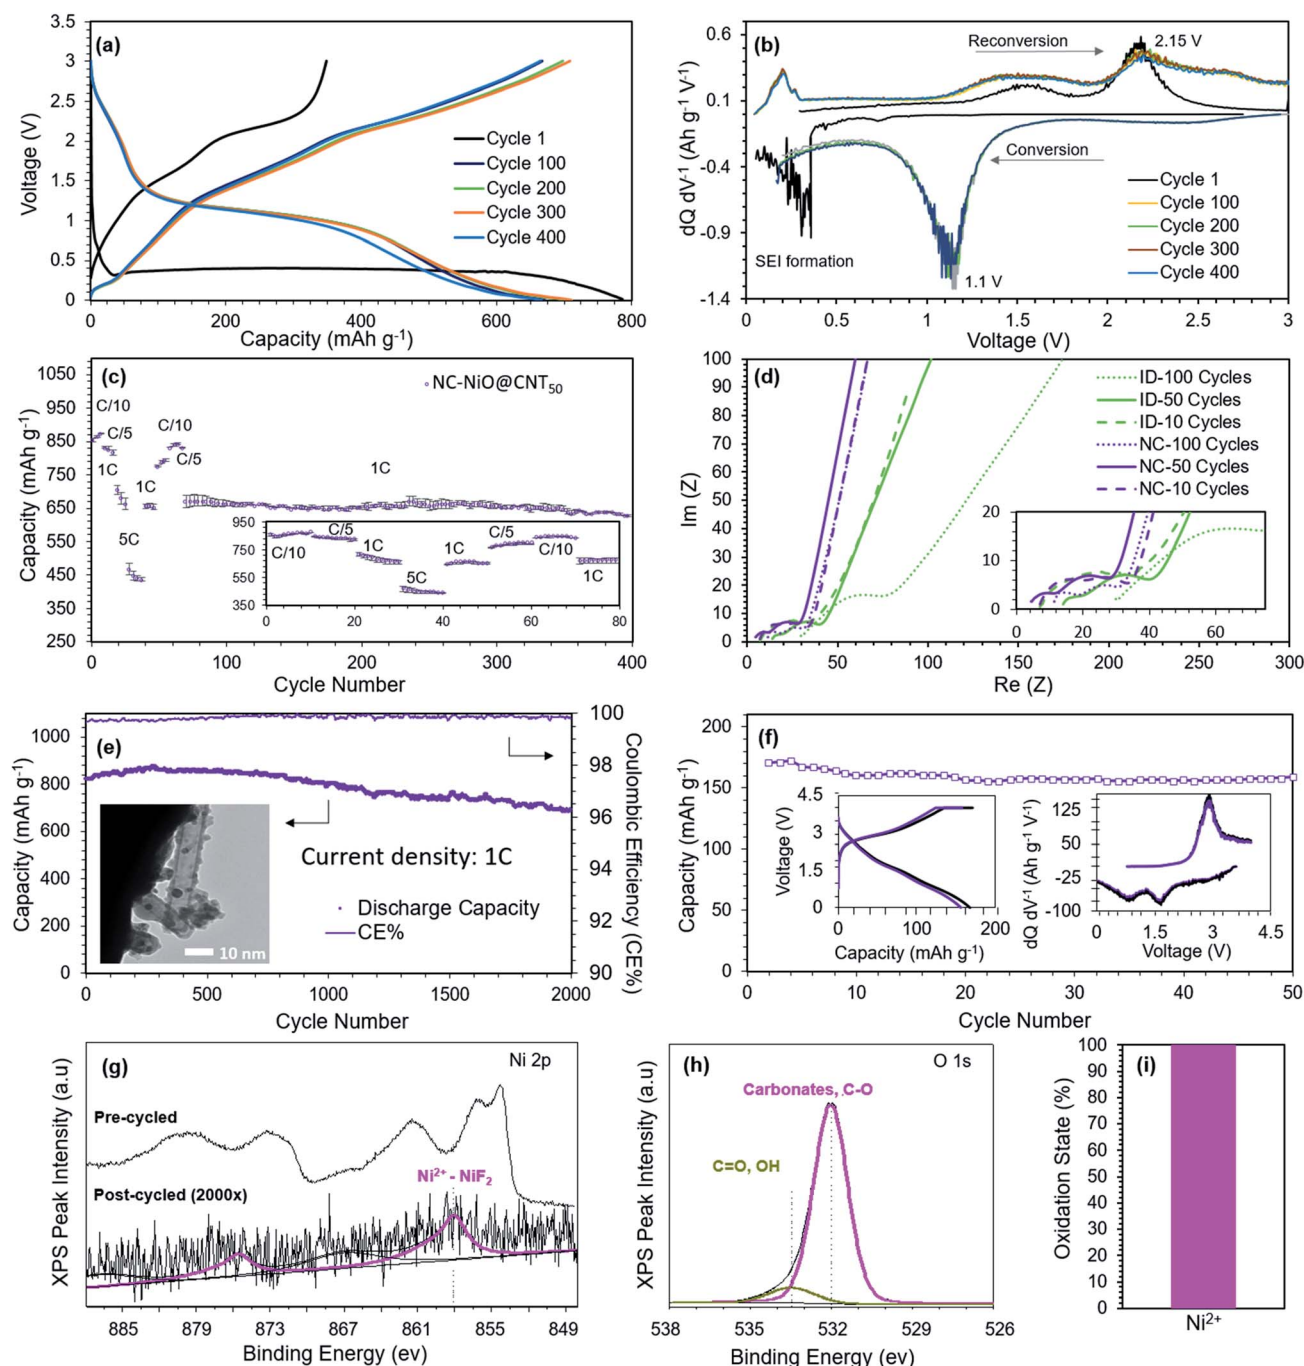 (a)
3.5
3
2.5
2
1.5
1
0.5
0
Voltage (V)
Cycle 1
Cycle 100
Cycle 200
Cycle 300
Cycle 400
0 200 400 600 800
Capacity (mAh g-1)
(b)
0.6
0.1
-0.4
-0.9
-1.4
dQ dV-1 (Ah g-1 V-1)
Reconversion
2.15 V
Conversion
SEI formation
1.1 V
Cycle 1
Cycle 100
Cycle 200
Cycle 300
Cycle 400
0 0.5 1 1.5 2 2.5 3
Voltage (V)
(c)
1050
950
850
750
650
550
450
350
250
Capacity (mAh g-1)
NC-NiO@CNT50
C/10
C/5
1C
5C
1C
C/10
C/5
1C
950
750
550
350
C/10
C/5
1C
5C
1C
C/5
C/10
1C
0 20 40 60 80
0 100 200 300 400
Cycle Number
(d)
100
90
80
70
60
50
40
30
20
10
0
Im (Z)
ID-100 Cycles
ID-50 Cycles
ID-10 Cycles
NC-100 Cycles
NC-50 Cycles
NC-10 Cycles
20
10
0
0 20 40 60
0 50 100 150 200 250 300
Re (Z)
(e)
1000
800
600
400
200
0
Capacity (mAh g-1)
100
98
96
94
92
90
Coulombic Efficiency (CE%)
Current density: 1C
Discharge Capacity
CE%
10 nm
0 500 1000 1500 2000
Cycle Number
(f)
200
150
100
50
0
Capacity (mAh g-1)
4.5
3
1.5
0
Voltage (V)
0 100 200
Capacity (mAh g-1)
125
50
-25
-100
dQ dV-1 (Ah g-1 V-1)
0 1.5 3 4.5
Voltage (V)
0 10 20 30 40 50
Cycle Number
(g)
Ni 2p
XPS Peak Intensity (a.u)
Pre-cycled
Ni2+ - NiF2
Post-cycled (2000x)
885 879 873 867 861 855 849
Binding Energy (ev)
(h)
O 1s
XPS Peak Intensity (a.u)
Carbonates, C-O
C=O, OH
538 535 532 529 526
Binding Energy (ev)
(i)
100
90
80
70
60
50
40
30
20
10
0
Oxidation State (%)
Ni2+